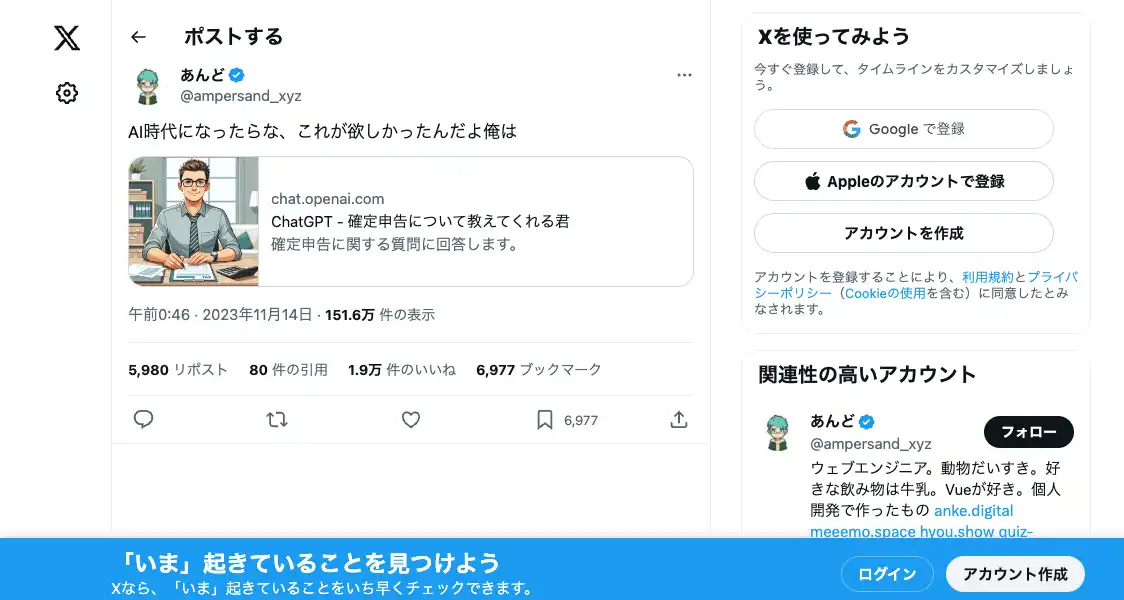 ポストする
あんど
@ampersand_xyz
AI時代になったらな、これが欲しかったんだよ俺は
chat.openai.com
ChatGPT - 確定申告について教えてくれる君
確定申告に関する質問に回答します。
午前0:46 · 2023年11月14日 · 151.6万 件の表示
5,980 リポスト 80 件の引用 1.9万 件のいいね 6,977 ブックマーク
6,977
Xを使ってみよう
今すぐ登録して、タイムラインをカスタマイズしましょ
う。
Google で登録
Appleのアカウントで登録
アカウントを作成
アカウントを登録することにより、利用規約とプライバ
シーポリシー（Cookieの使用を含む）に同意したとみ
なされます。
関連性の高いアカウント
あんど
@ampersand_xyz
フォロー
ウェブエンジニア。動物だいすき。好
きな飲み物は牛乳。Vueが好き。個人
開発で作ったもの anke.digital
meeemo.space hyou.show quiz-
「いま」起きていることを見つけよう
Xなら、「いま」起きていることをいち早くチェックできます。
ログイン
アカウント作成